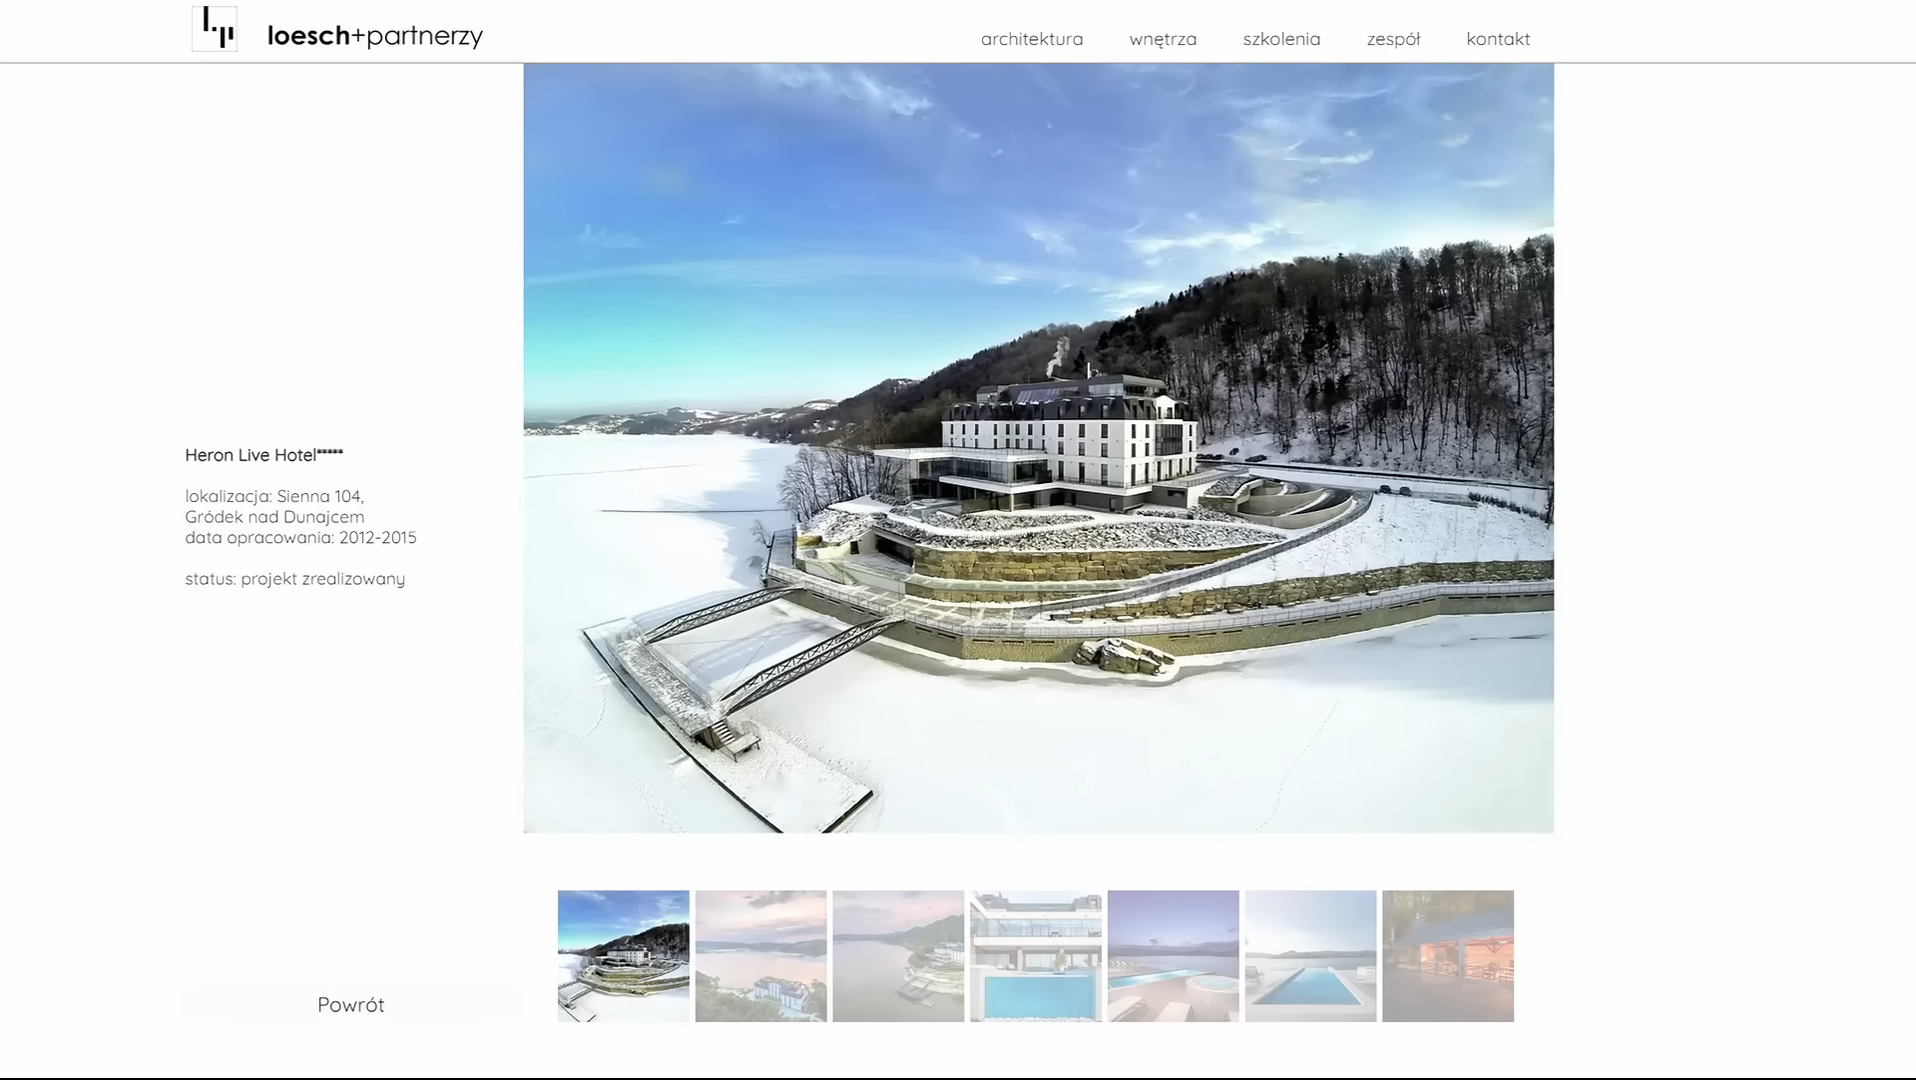 l.p loesch+partnerzy
architektura wnętrza szkolenia zespół kontakt
Heron Live Hotel*****
lokalizacja: Sienna 104,
Gródek nad Dunajcem
data opracowania: 2012-2015
status: projekt zrealizowany
Powrót